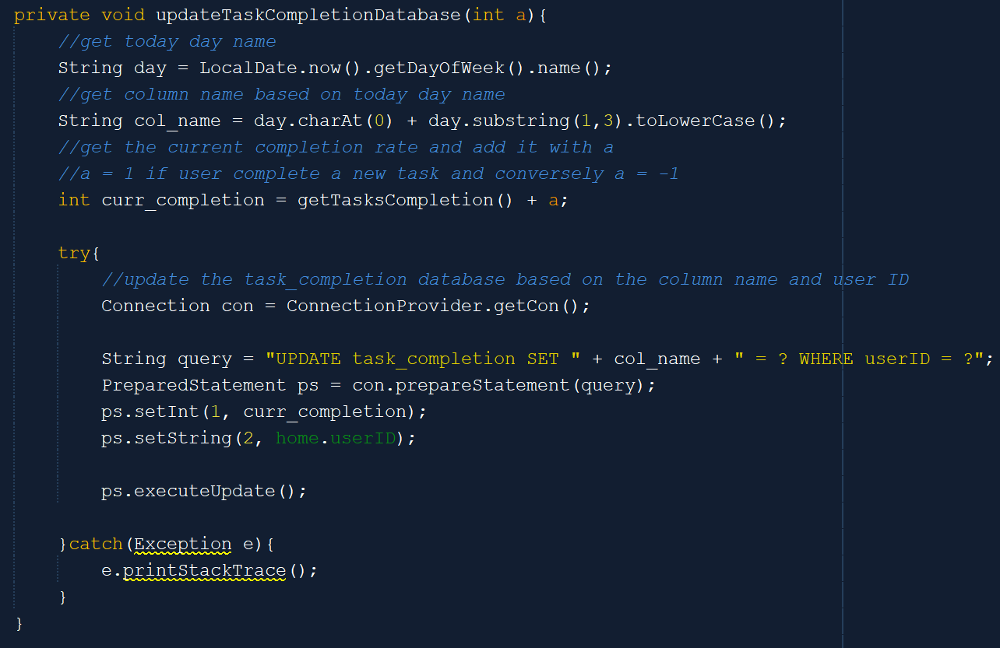 private void updateTaskCompletionDatabase(int a){
//get today day name
String day = LocalDate.now().getDayOfWeek().name();
//get column name based on today day name
String col_name = day.charAt(0) + day.substring(1,3).toLowerCase();
//get the current completion rate and add it with a
//a = 1 if user complete a new task and conversely a = -1
int curr_completion = getTasksCompletion() + a;
try{
//update the task_completion database based on the column name and user ID
Connection con = ConnectionProvider.getCon();
String query = "UPDATE task_completion SET " + col_name + " = ? WHERE userID = ?";
PreparedStatement ps = con.prepareStatement(query);
ps.setInt(1, curr_completion);
ps.setString(2, home.userID);
ps.executeUpdate();
}catch(Exception e){
e.printStackTrace();
}
}